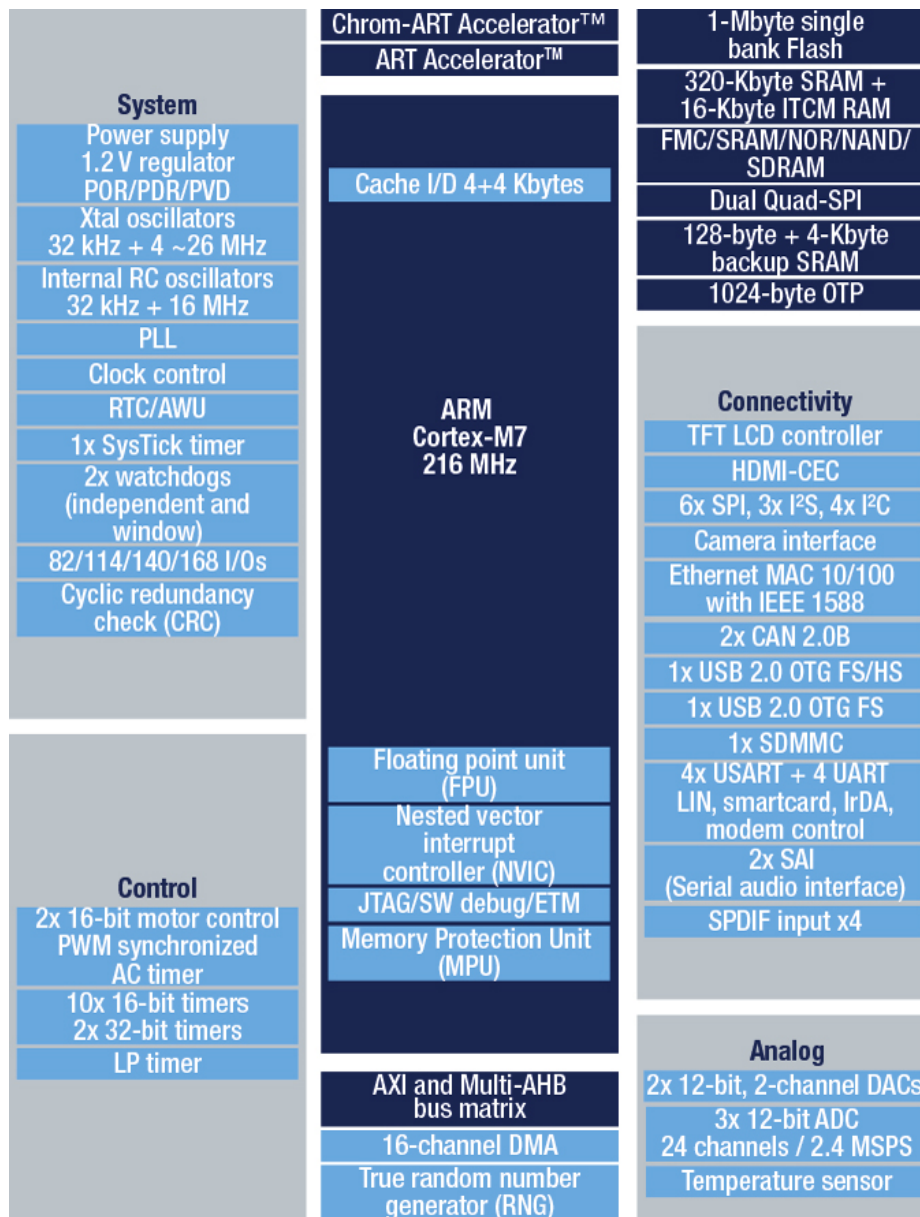 System
Power supply
1.2 V regulator
POR/PDR/PVD
Xtal oscillators
32 kHz + 4 ~26 MHz
Internal RC oscillators
32 kHz + 16 MHz
PLL
Clock control
RTC/AWU
1x SysTick timer
2x watchdogs
(independent and
window)
82/114/140/168 I/Os
Cyclic redundancy
check (CRC)
Control
2x 16-bit motor control
PWM synchronized
AC timer
10x 16-bit timers
2x 32-bit timers
LP timer
Chrom-ART Accelerator™
ART Accelerator™
Cache I/D 4+4 Kbytes
ARM
Cortex-M7
216 MHz
Floating point unit
(FPU)
Nested vector
interrupt
controller (NVIC)
JTAG/SW debug/ETM
Memory Protection Unit
(MPU)
AXI and Multi-AHB
bus matrix
16-channel DMA
True random number
generator (RNG)
1-Mbyte single
bank Flash
320-Kbyte SRAM +
16-Kbyte ITCM RAM
FMC/SRAM/NOR/NAND/
SDRAM
Dual Quad-SPI
128-byte + 4-Kbyte
backup SRAM
1024-byte OTP
Connectivity
TFT LCD controller
HDMI-CEC
6x SPI, 3x I²S, 4x I²C
Camera interface
Ethernet MAC 10/100
with IEEE 1588
2x CAN 2.0B
1x USB 2.0 OTG FS/HS
1x USB 2.0 OTG FS
1x SDMMC
4x USART + 4 UART
LIN, smartcard, IrDA,
modem control
2x SAI
(Serial audio interface)
SPDIF input x4
Analog
2x 12-bit, 2-channel DACs
3x 12-bit ADC
24 channels / 2.4 MSPS
Temperature sensor